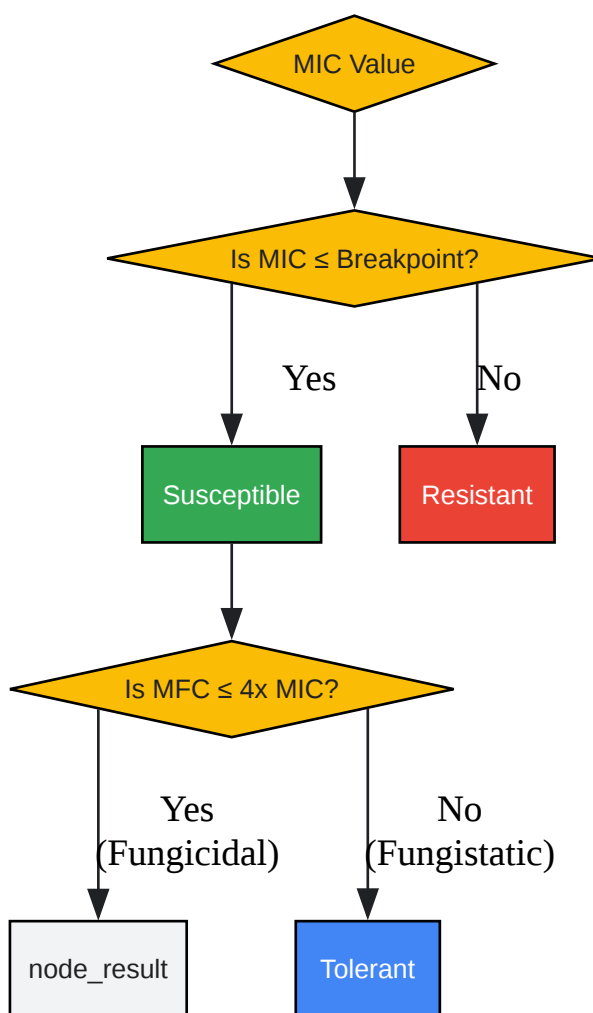 MIC Value
Is MIC ≤ Breakpoint?
Yes
No
Susceptible
Resistant
Is MFC ≤ 4x MIC?
Yes
(Fungicidal)
No
(Fungistatic)
node_result
Tolerant